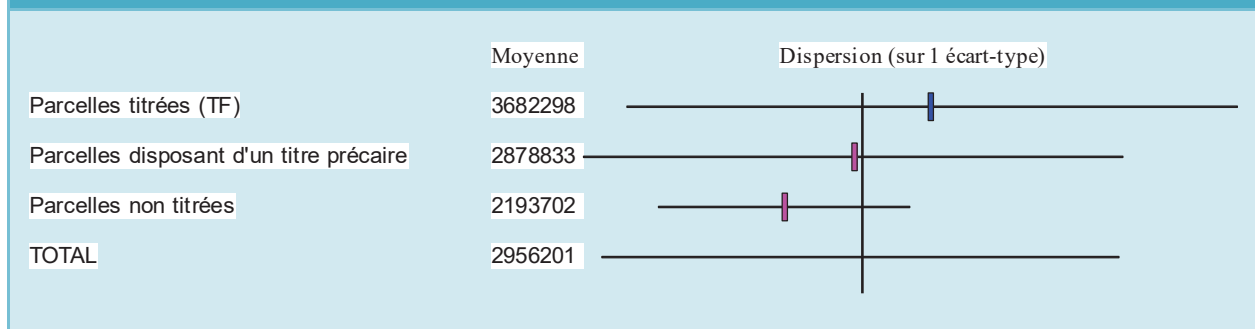 Moyenne Dispersion (sur 1 écart-type)
Parcelles titrées (TF) 3682298
Parcelles disposant d'un titre précaire 2878833
Parcelles non titrées 2193702
TOTAL 2956201